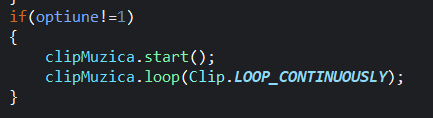 if(optiune!=1)
{
clipMuzica.start();
clipMuzica.loop(Clip.LOOP_CONTINUOUSLY);
}